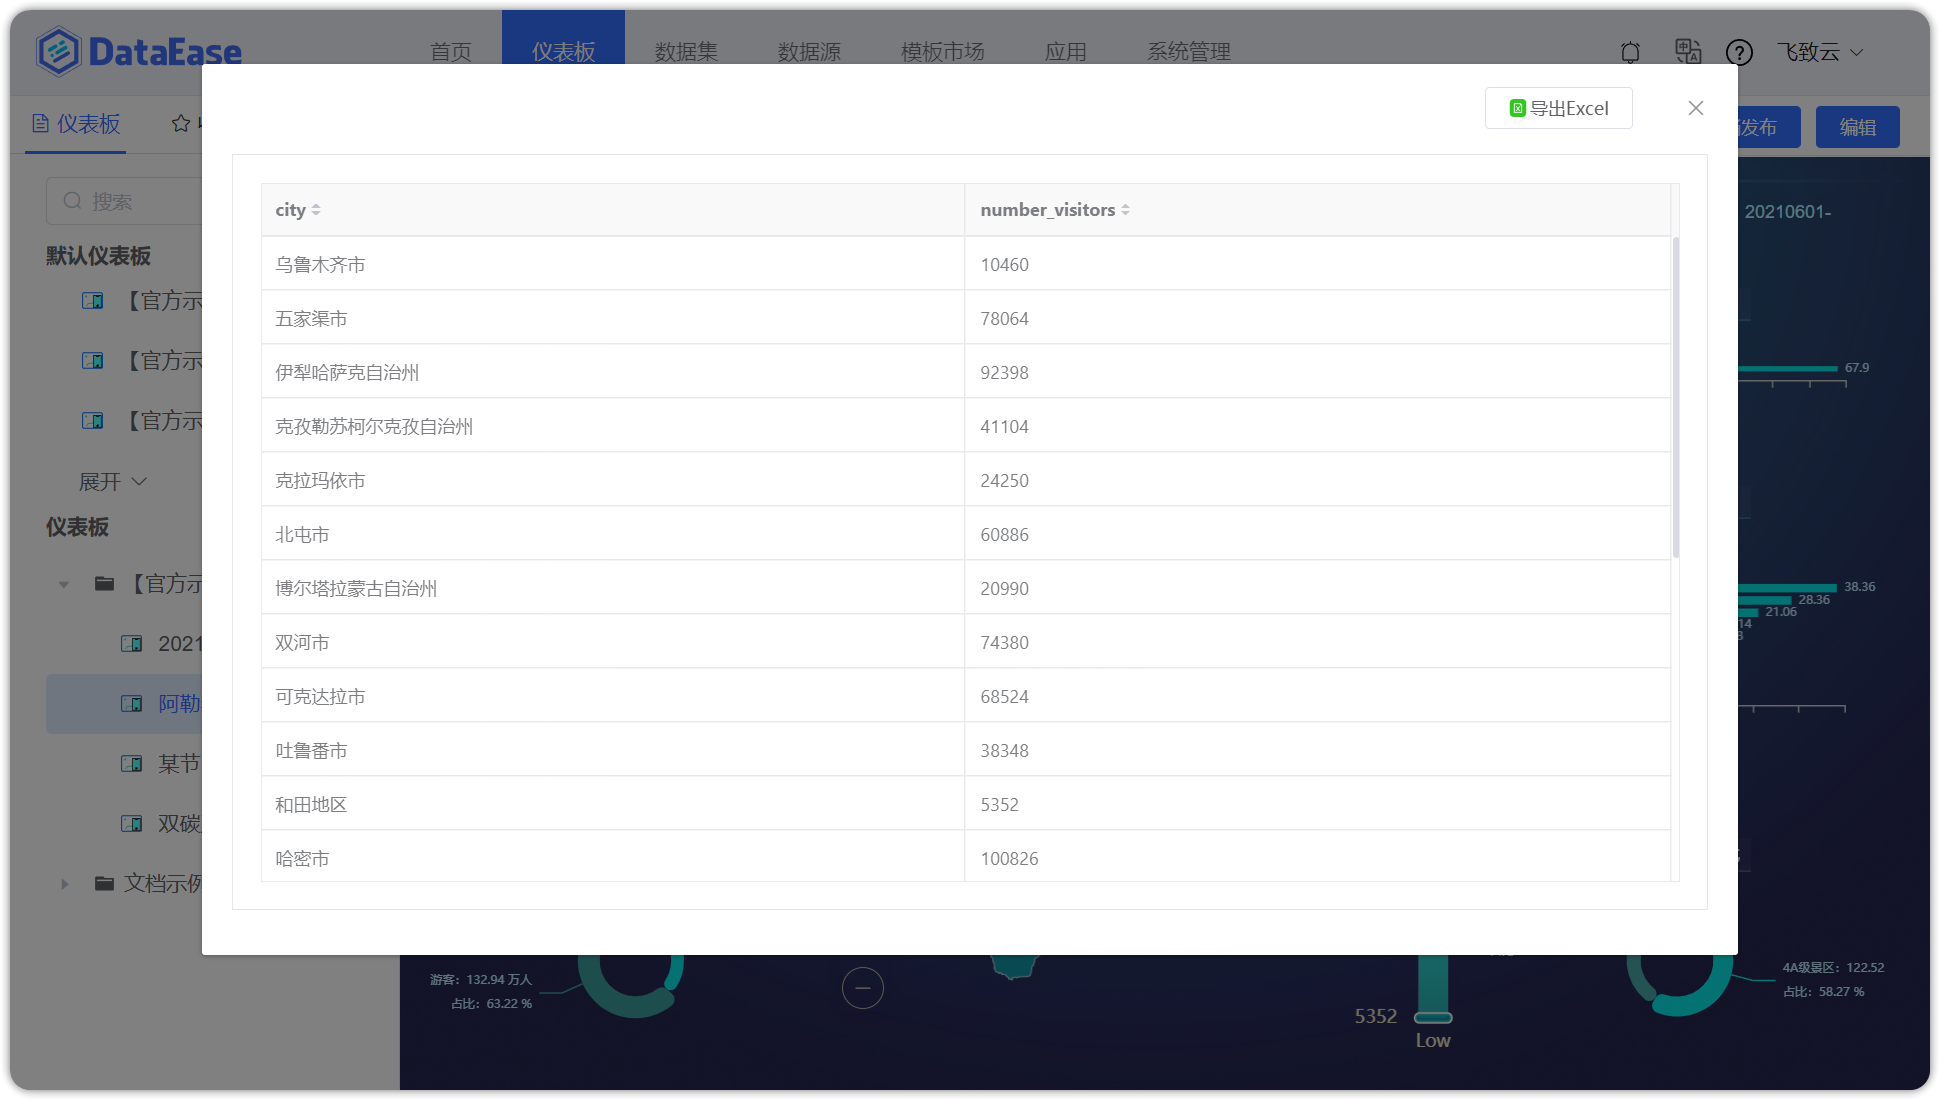 DataEase
首页
仪表板
数据集
数据源
模板市场
应用
系统管理
飞致云
仪表板
发布
编辑
导出Excel
搜索
默认仪表板
【官方示
【官方示
【官方示
展开
仪表板
【官方示
2021
阿勒
某节
双碳
文档示例
city number_visitors
乌鲁木齐市 10460
五家渠市 78064
伊犁哈萨克自治州 92398
克孜勒苏柯尔克孜自治州 41104
克拉玛依市 24250
北屯市 60886
博尔塔拉蒙古自治州 20990
双河市 74380
可克达拉市 68524
吐鲁番市 38348
和田地区 5352
哈密市 100826
20210601-
67.9
38.36
28.36
21.06
14
8
游客：132.94 万人
占比：63.22 %
5352
Low
4A级景区：122.52
占比：58.27 %